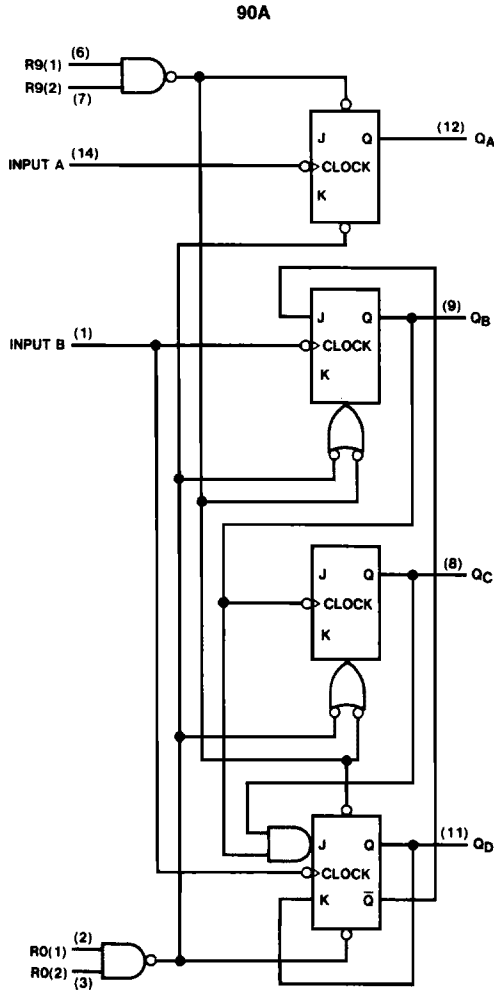 90A
R9(1) (6)
R9(2) (7)
J Q (12) QA
INPUT A (14) CLOCK
K
J Q (9) QB
INPUT B (1) CLOCK
K
J Q (8) QC
CLOCK
K
J Q (11) QD
CLOCK
K Q̅
R0(1) (2)
R0(2) (3)